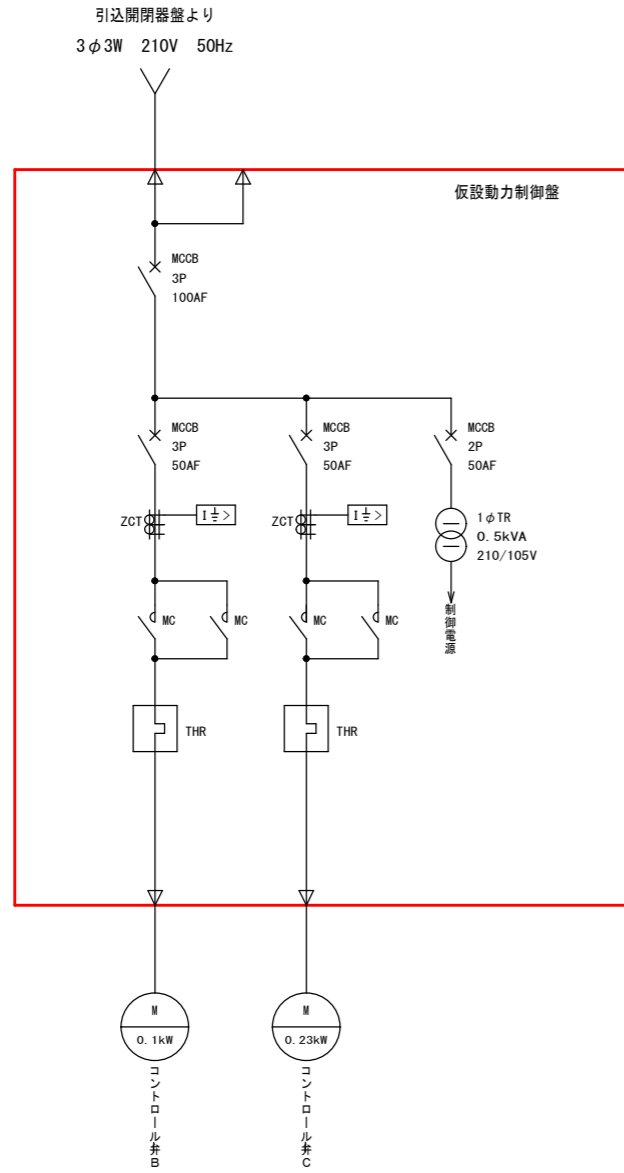 引込開閉器盤より
3φ3W 210V 50Hz
仮設動力制御盤
MCCB
3P
100AF
MCCB
3P
50AF
MCCB
3P
50AF
MCCB
2P
50AF
ZCT
I >
ZCT
I >
1φTR
0.5kVA
210/105V
制御電源
MC
MC
MC
MC
THR
THR
M
0.1kW
M
0.23kW
コントロール弁B
コントロール弁C